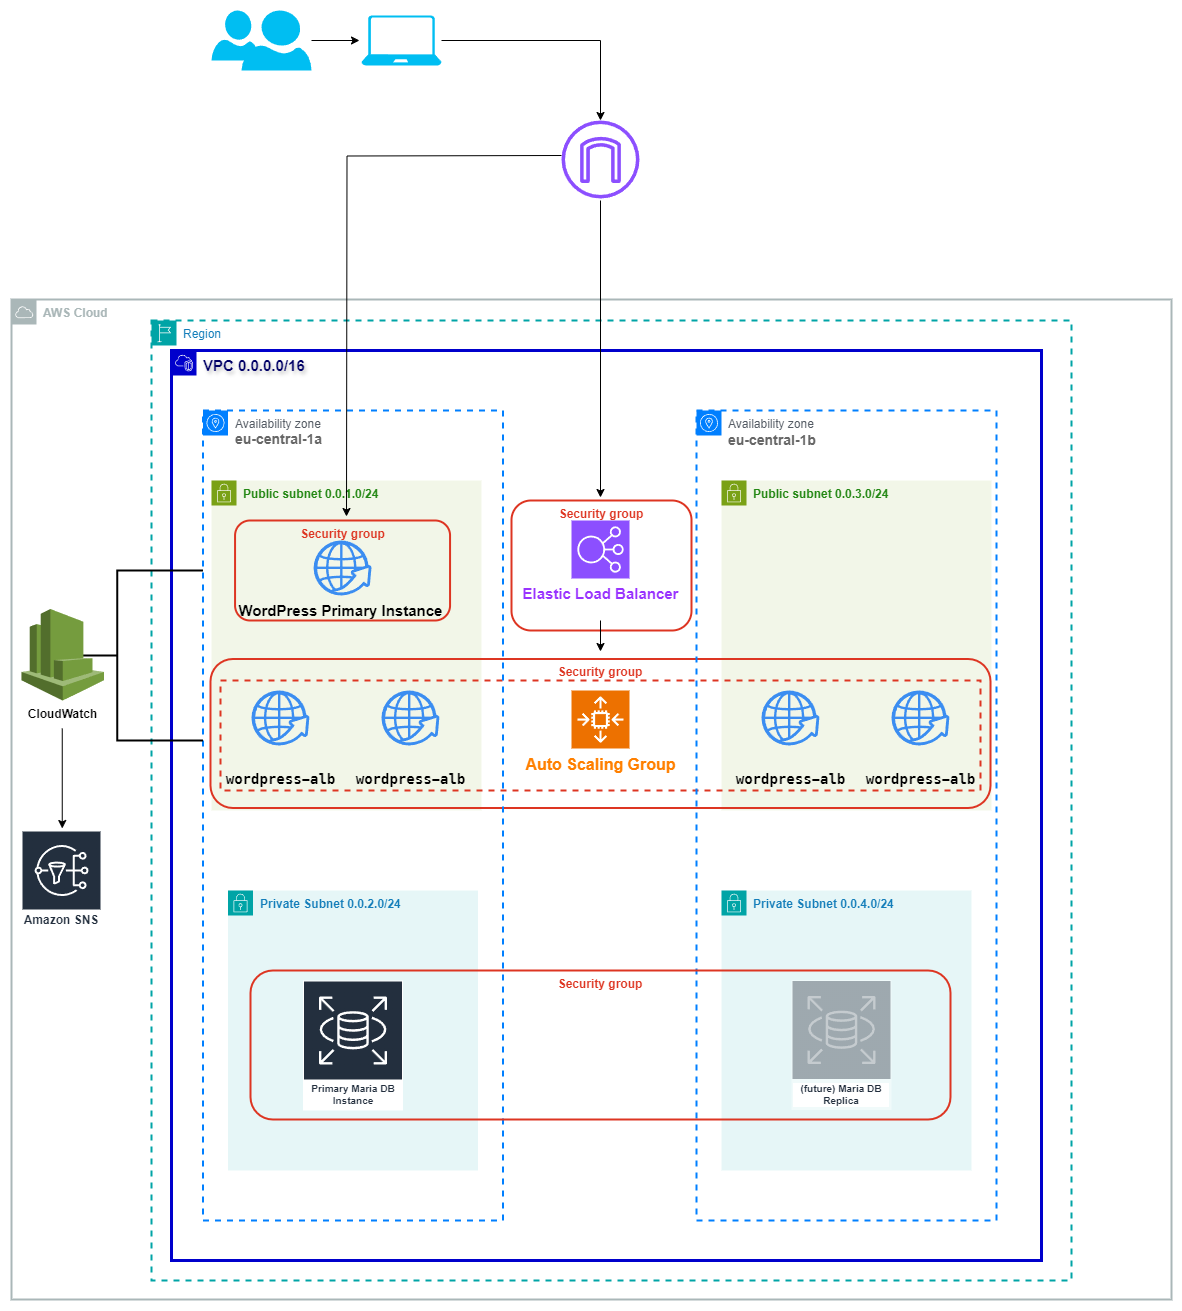 AWS Cloud
Region
VPC 0.0.0.0/16
Availability zone
eu-central-1a
Availability zone
eu-central-1b
Public subnet 0.0.1.0/24
Public subnet 0.0.3.0/24
Security group
WordPress Primary Instance
Security group
Elastic Load Balancer
CloudWatch
Security group
wordpress-alb
wordpress-alb
Auto Scaling Group
wordpress-alb
wordpress-alb
Amazon SNS
Private Subnet 0.0.2.0/24
Private Subnet 0.0.4.0/24
Security group
Primary Maria DB
Instance
(future) Maria DB
Replica